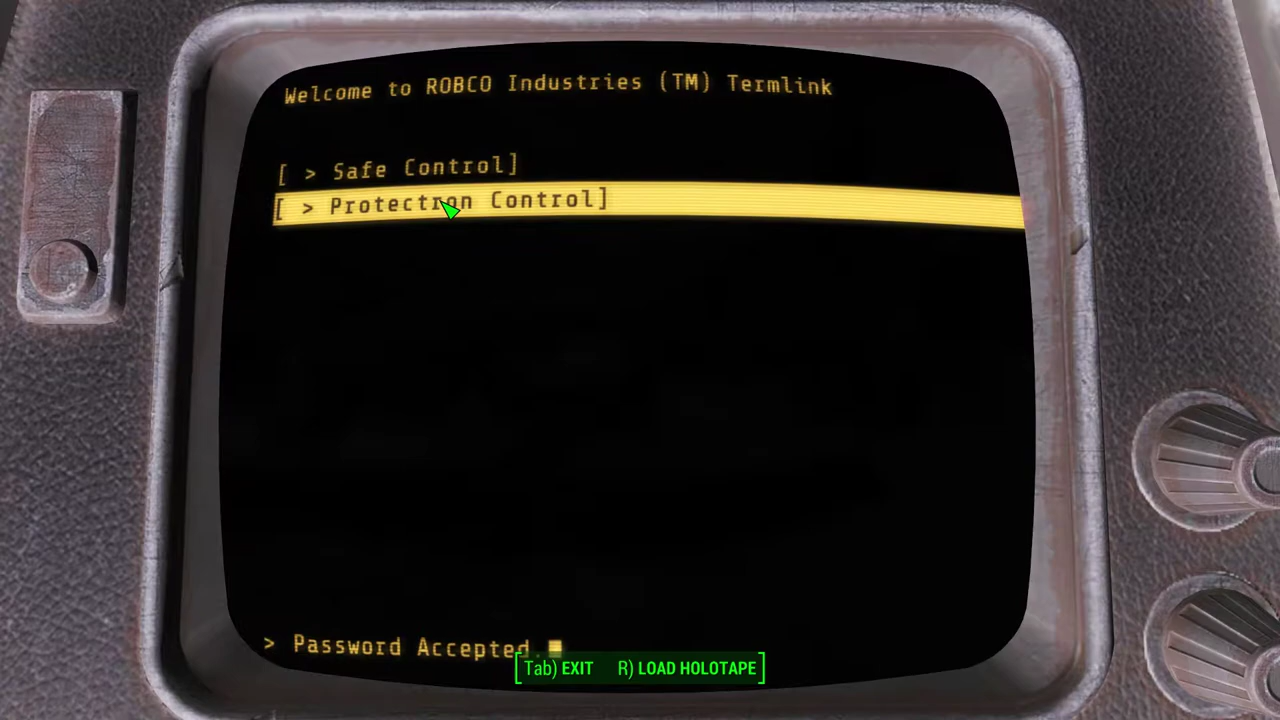 Welcome to ROBCO Industries (TM) Termlink
[ > Safe Control]
[ > Protectron Control]
> Password Accepted.
Tab) EXIT R) LOAD HOLOTAPE